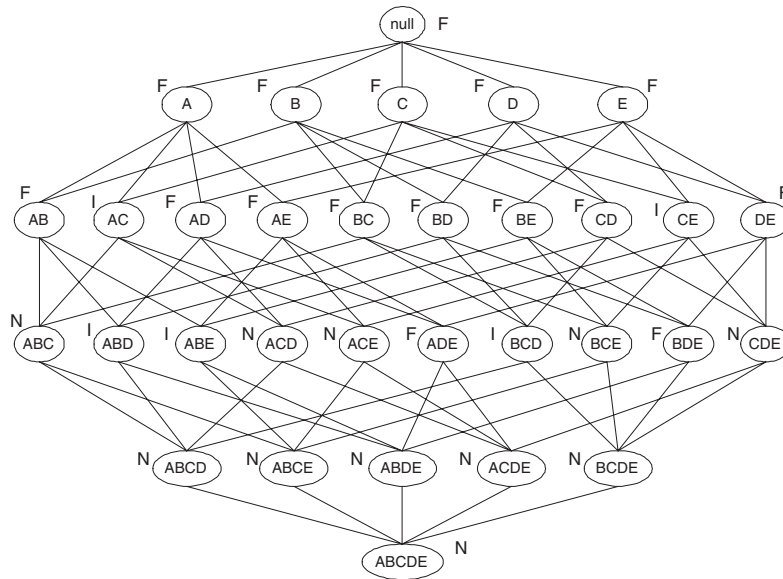 null F
F F F F F
A B C D E
F I F F F F F F I F
AB AC AD AE BC BD BE CD CE DE
N I I N N F I N F N
ABC ABD ABE ACD ACE ADE BCD BCE BDE CDE
N N N N N
ABCD ABCE ABDE ACDE BCDE
N
ABCDE